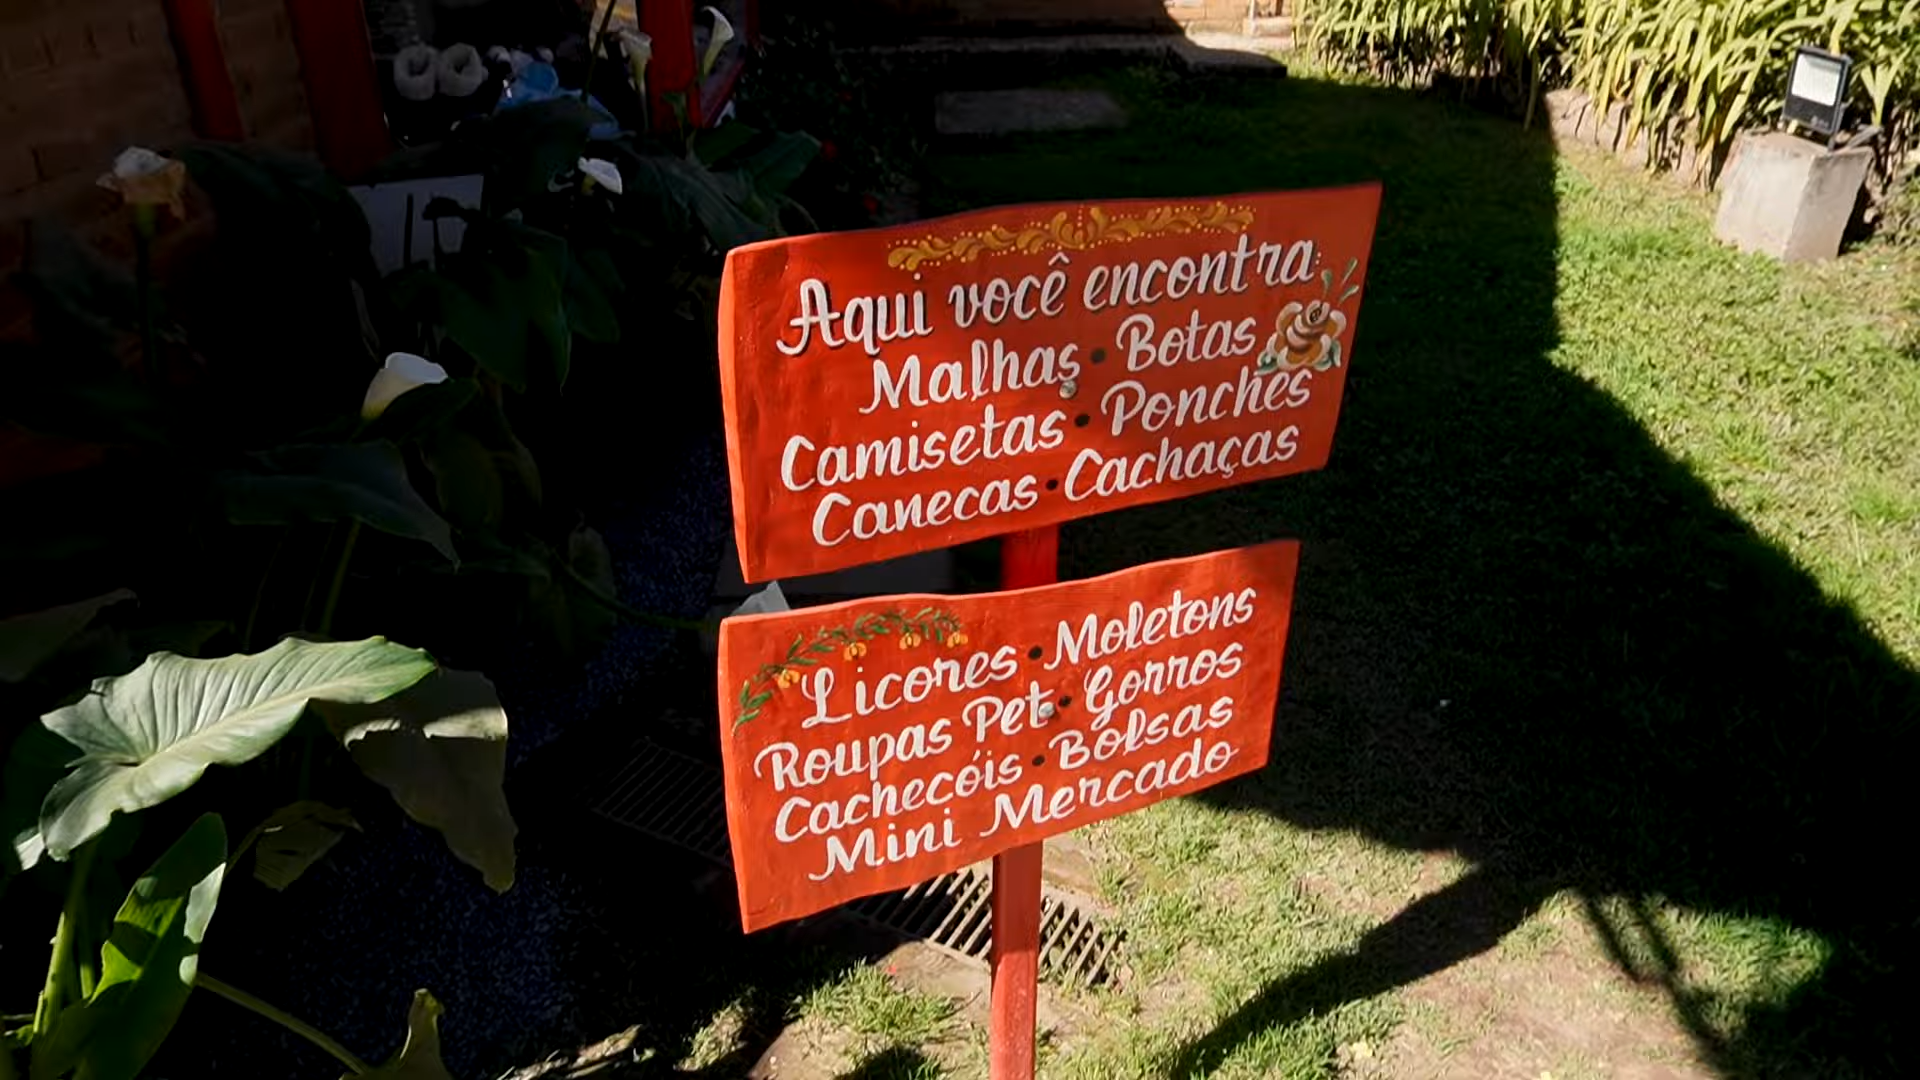 Aqui você encontra:
Malhas • Botas
Camisetas • Ponches
Canecas • Cachaças
Licores • Moletons
Roupas Pet • Gorros
Cachecóis • Bolsas
Mini Mercado